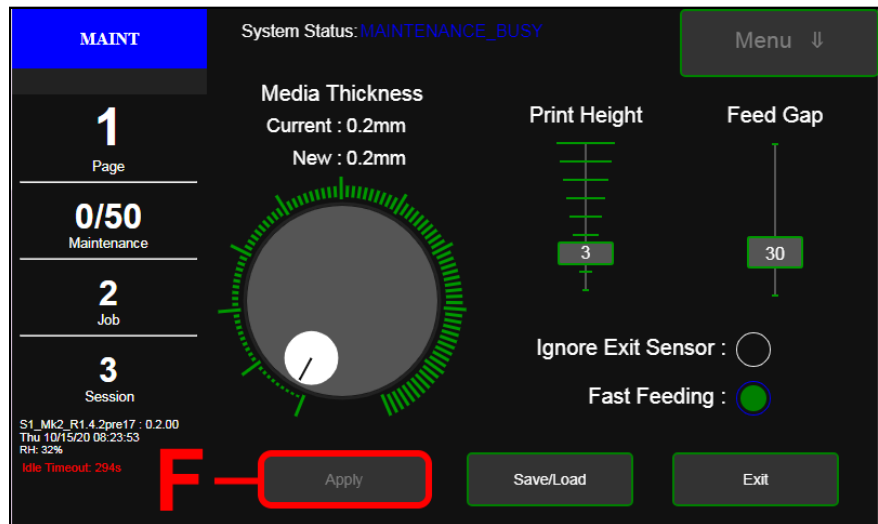 MAINT
System Status: MAINTENANCE_BUSY
Menu ⇓
1
Page
0/50
Maintenance
2
Job
3
Session
S1_Mk2_R1.4.2pre17 : 0.2.00
Thu 10/15/20 08:23:53
RH: 32%
Idle Timeout: 294s
Media Thickness
Current : 0.2mm
New : 0.2mm
Print Height
3
Feed Gap
30
Ignore Exit Sensor :
Fast Feeding :
F
Apply
Save/Load
Exit